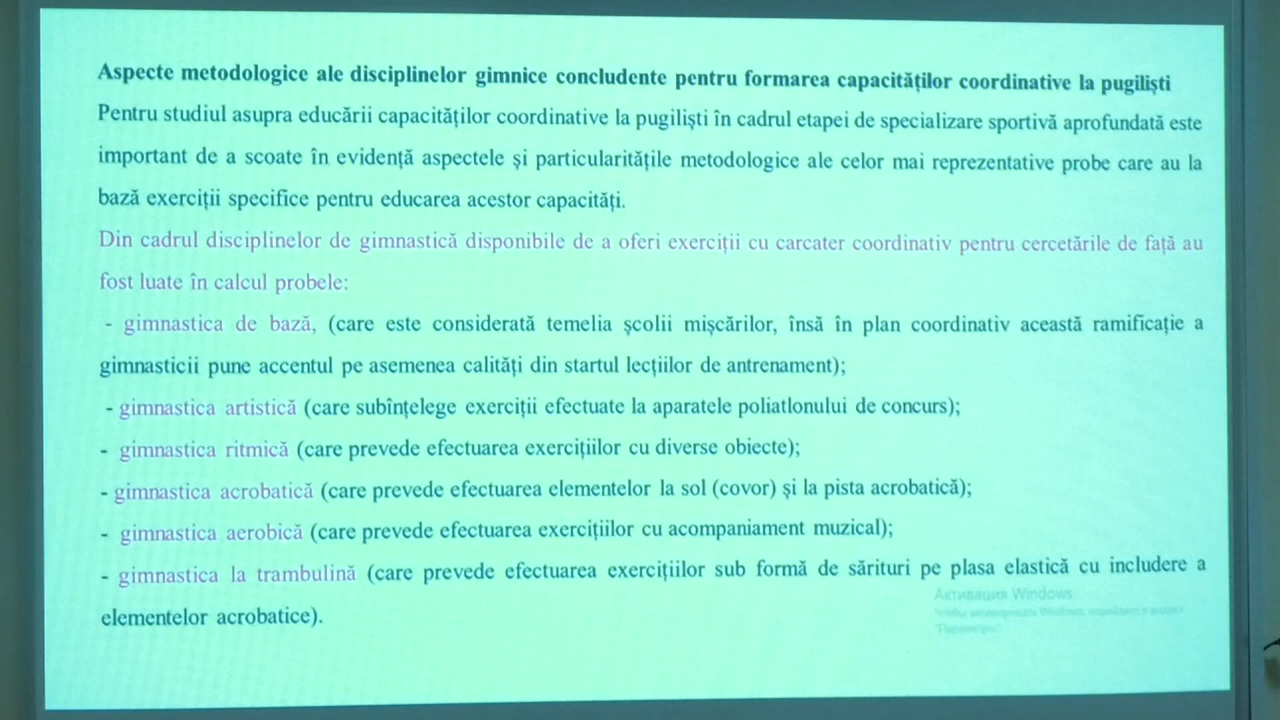 Aspecte metodologice ale disciplinelor gimnice concludente pentru formarea capacităților coordinative la pugiliști
Pentru studiul asupra educării capacităților coordinative la pugiliști în cadrul etapei de specializare sportivă aprofundată este
important de a scoate în evidență aspectele și particularitățile metodologice ale celor mai reprezentative probe care au la
bază exerciții specifice pentru educarea acestor capacități.
Din cadrul disciplinelor de gimnastică disponibile de a oferi exerciții cu carcater coordinativ pentru cercetările de față au
fost luate în calcul probele:
- gimnastica de bază, (care este considerată temelia școlii mișcărilor, însă în plan coordinativ această ramificație a
gimnasticii pune accentul pe asemenea calități din startul lecțiilor de antrenament);
- gimnastica artistică (care subînțelege exerciții efectuate la aparatele poliatlonului de concurs);
- gimnastica ritmică (care prevede efectuarea exercițiilor cu diverse obiecte);
- gimnastica acrobatică (care prevede efectuarea elementelor la sol (covor) și la pista acrobatică);
- gimnastica aerobică (care prevede efectuarea exercițiilor cu acompaniament muzical);
- gimnastica la trambulină (care prevede efectuarea exercițiilor sub formă de sărituri pe plasa elastică cu includere a
elementelor acrobatice).
Активация Windows
Чтобы активировать Windows, перейдите в раздел
"Параметры".